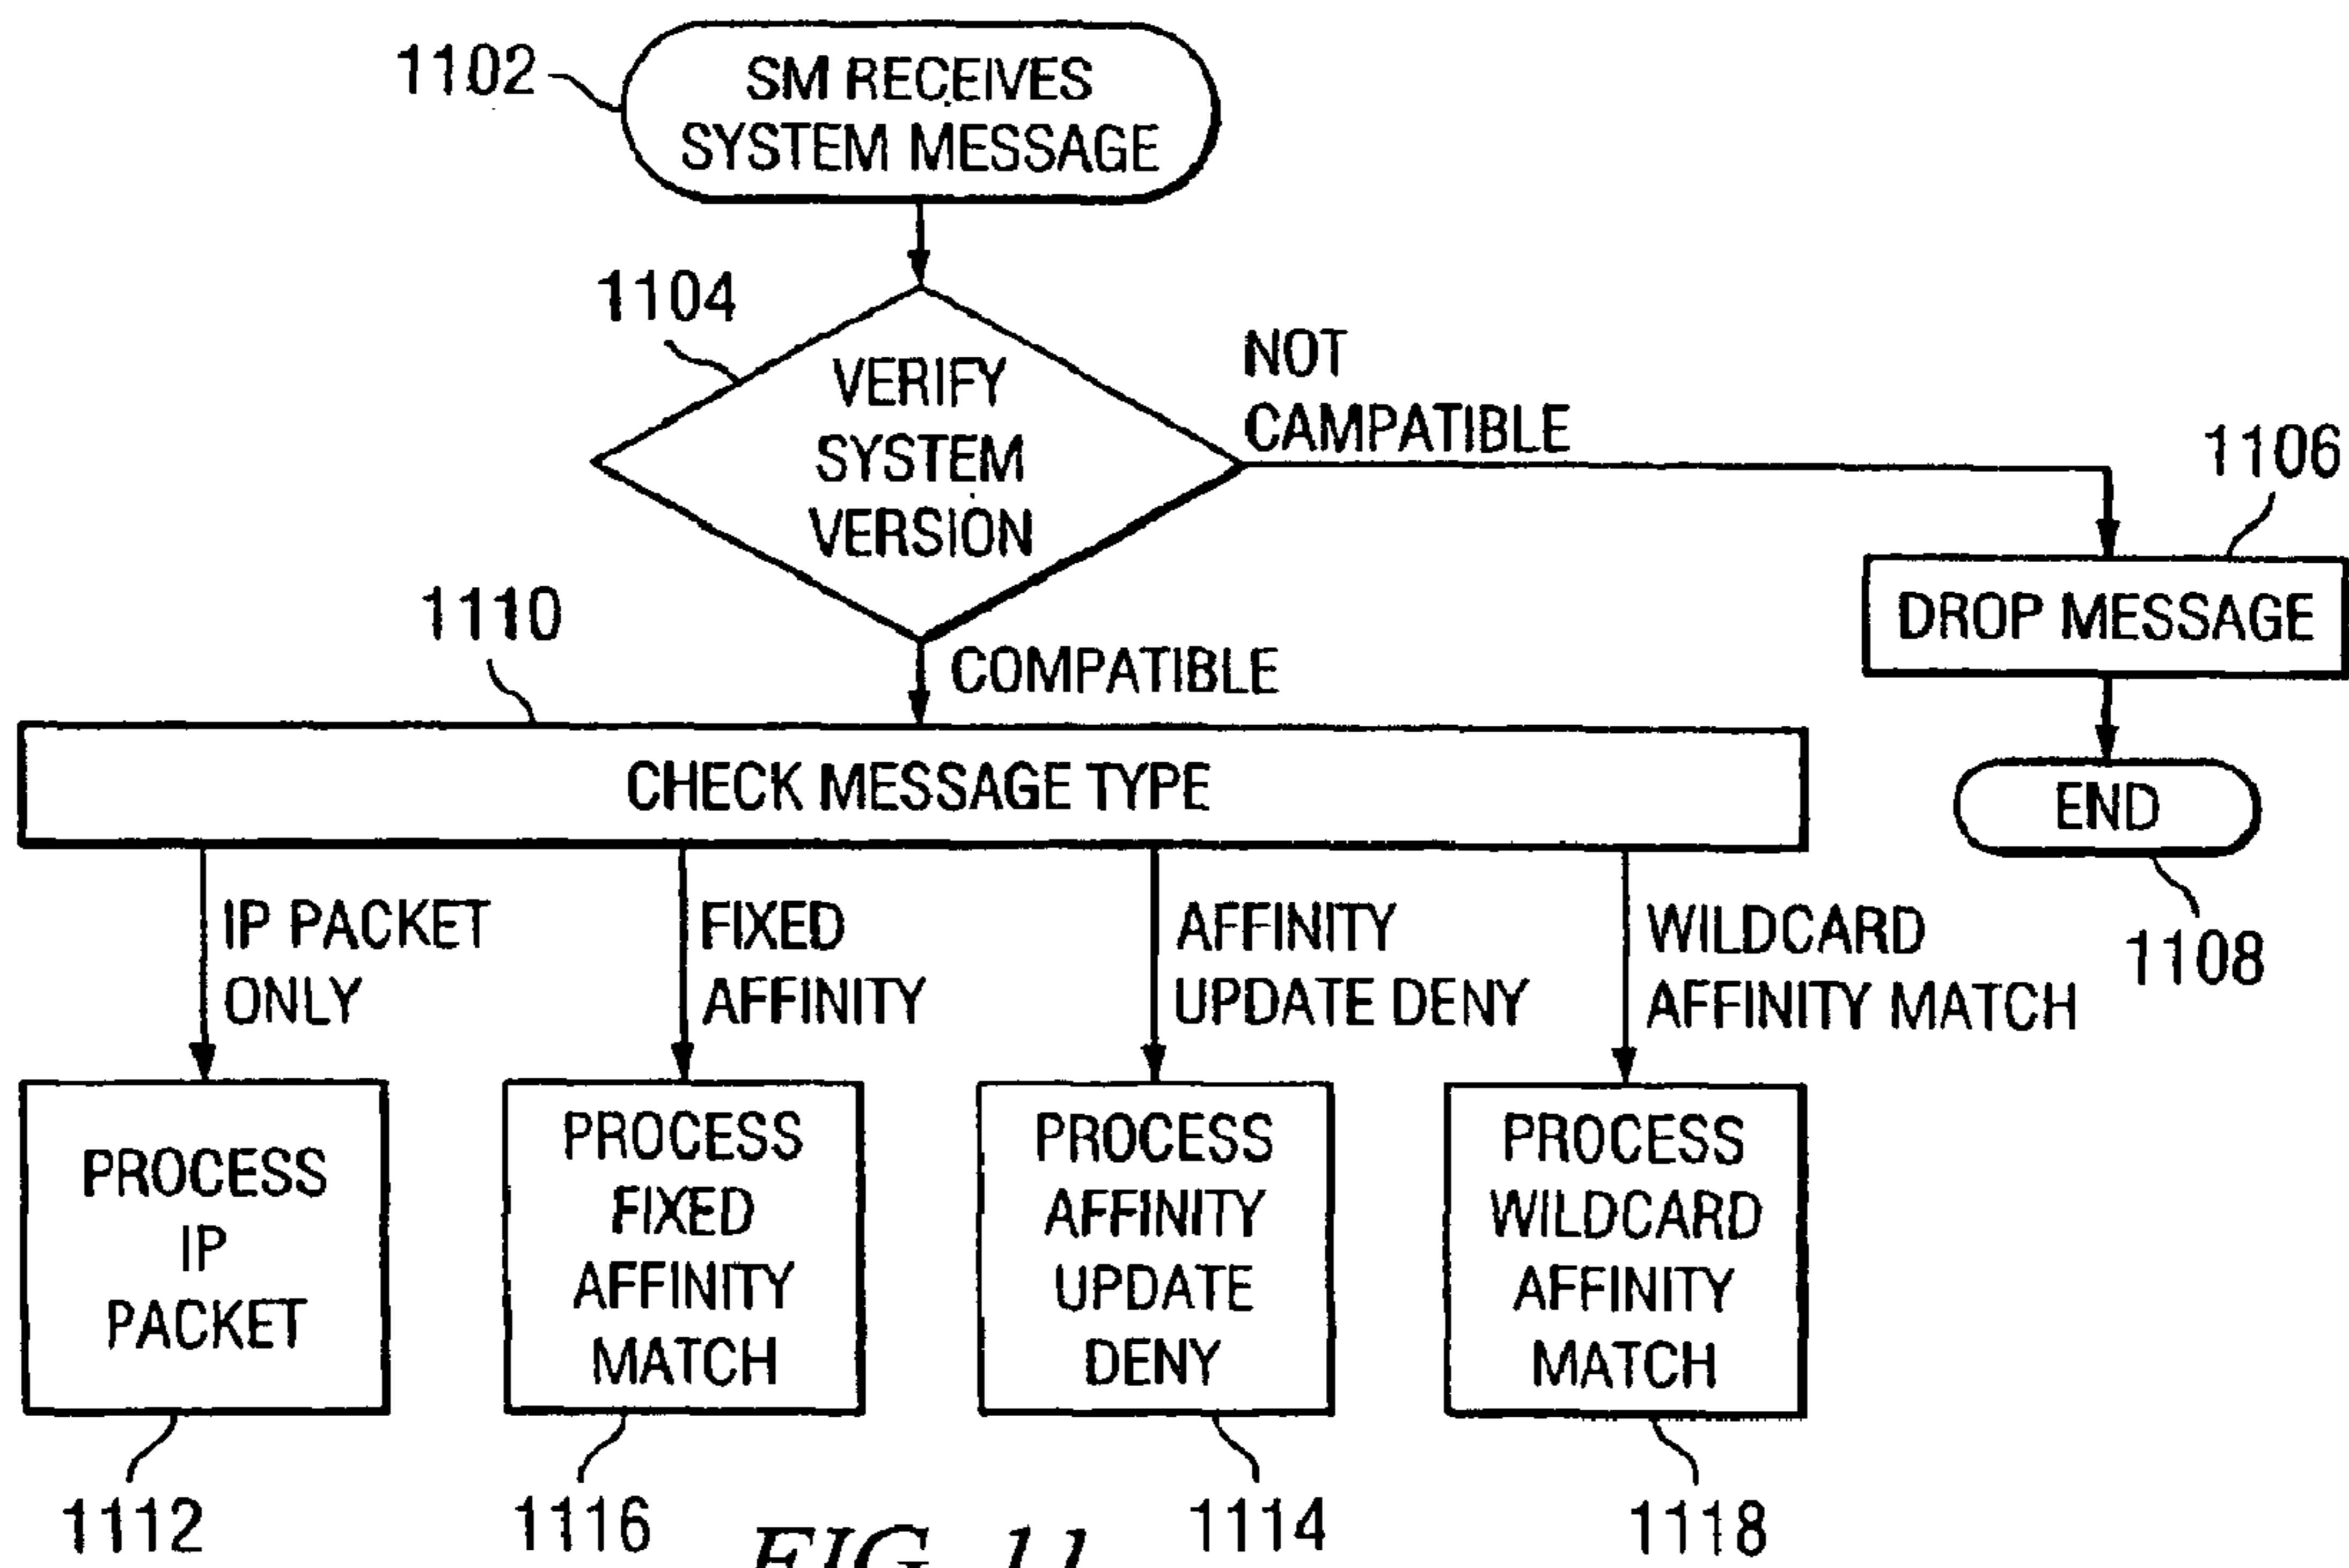 1102
SM RECEIVES
SYSTEM MESSAGE
1104
VERIFY
SYSTEM
VERSION
NOT
CAMPATIBLE
1106
DROP MESSAGE
END
1108
COMPATIBLE
1110
CHECK MESSAGE TYPE
IP PACKET
ONLY
FIXED
AFFINITY
AFFINITY
UPDATE DENY
WILDCARD
AFFINITY MATCH
PROCESS
IP
PACKET
PROCESS
FIXED
AFFINITY
MATCH
PROCESS
AFFINITY
UPDATE
DENY
PROCESS
WILDCARD
AFFINITY
MATCH
1112
1116
1114
1118
FIG. 11